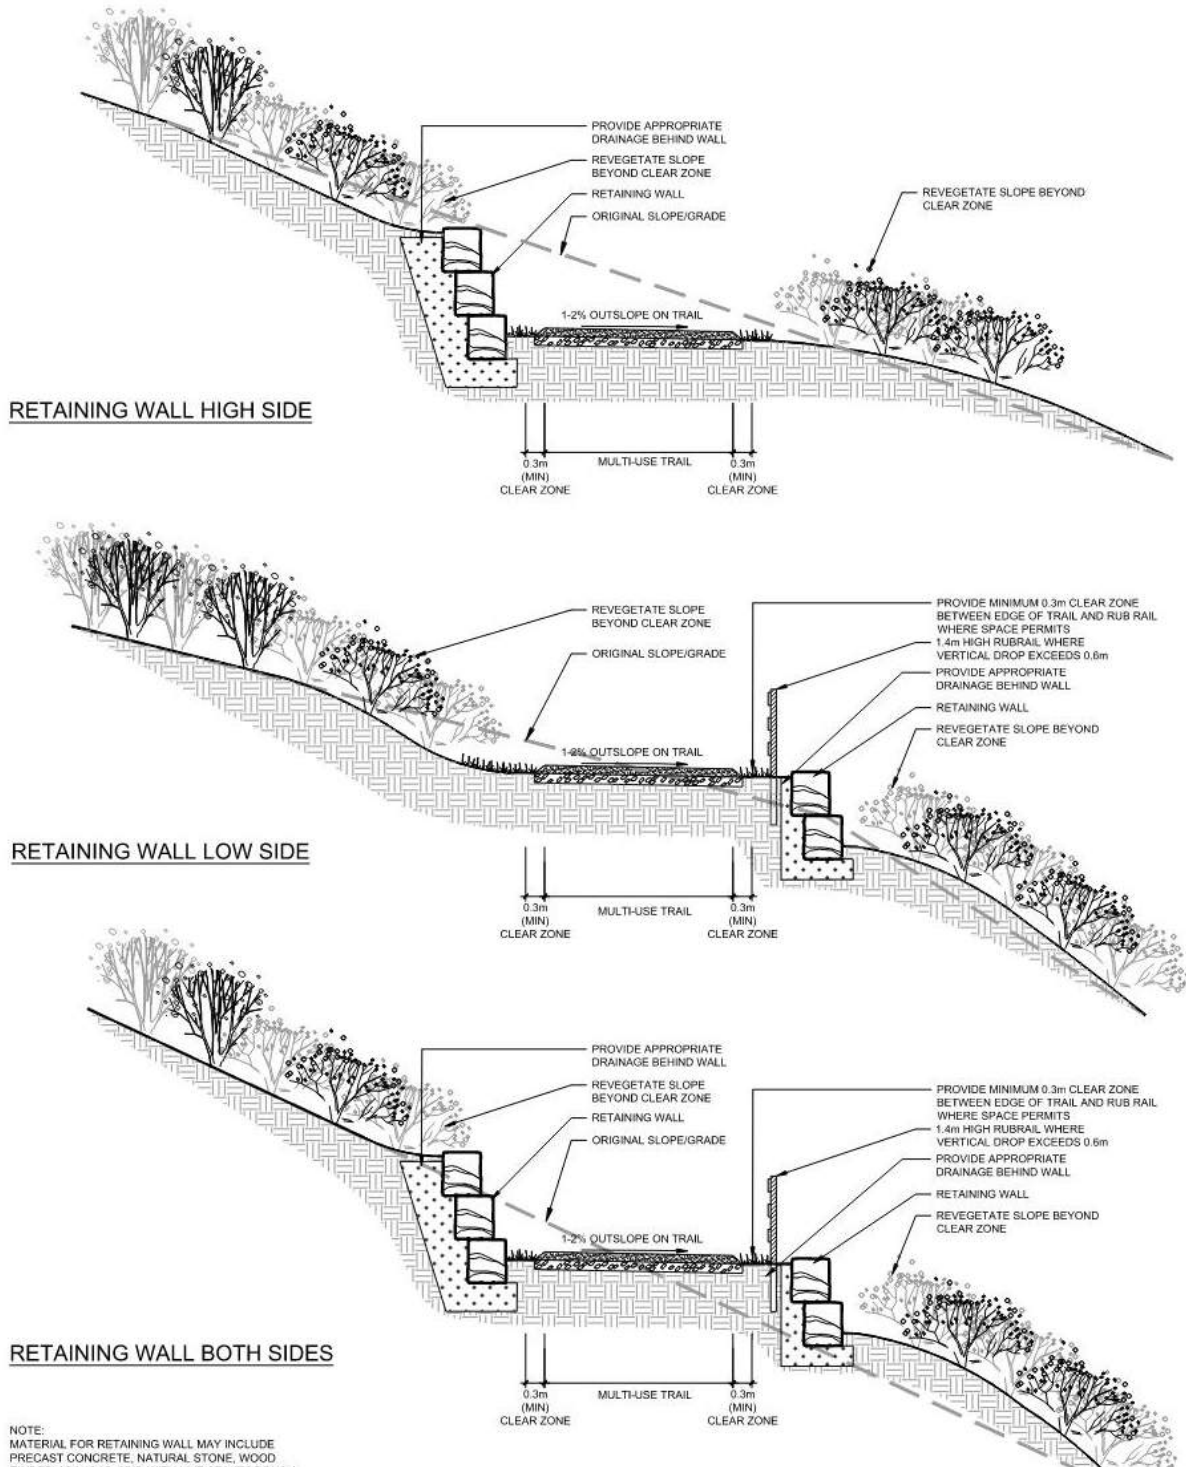 PROVIDE APPROPRIATE
DRAINAGE BEHIND WALL
REVEGETATE SLOPE
BEYOND CLEAR ZONE
RETAINING WALL
ORIGINAL SLOPE/GRADE
REVEGETATE SLOPE BEYOND
CLEAR ZONE
1-2% OUTSLOPE ON TRAIL
RETAINING WALL HIGH SIDE
0.3m
(MIN)
CLEAR ZONE
MULTI-USE TRAIL
0.3m
(MIN)
CLEAR ZONE
REVEGETATE SLOPE
BEYOND CLEAR ZONE
ORIGINAL SLOPE/GRADE
PROVIDE MINIMUM 0.3m CLEAR ZONE
BETWEEN EDGE OF TRAIL AND RUB RAIL
WHERE SPACE PERMITS
1.4m HIGH RUBRAIL WHERE
VERTICAL DROP EXCEEDS 0.6m
PROVIDE APPROPRIATE
DRAINAGE BEHIND WALL
RETAINING WALL
REVEGETATE SLOPE BEYOND
CLEAR ZONE
1-2% OUTSLOPE ON TRAIL
RETAINING WALL LOW SIDE
0.3m
(MIN)
CLEAR ZONE
MULTI-USE TRAIL
0.3m
(MIN)
CLEAR ZONE
PROVIDE APPROPRIATE
DRAINAGE BEHIND WALL
REVEGETATE SLOPE
BEYOND CLEAR ZONE
RETAINING WALL
ORIGINAL SLOPE/GRADE
PROVIDE MINIMUM 0.3m CLEAR ZONE
BETWEEN EDGE OF TRAIL AND RUB RAIL
WHERE SPACE PERMITS
1.4m HIGH RUBRAIL WHERE
VERTICAL DROP EXCEEDS 0.6m
PROVIDE APPROPRIATE
DRAINAGE BEHIND WALL
RETAINING WALL
REVEGETATE SLOPE BEYOND
CLEAR ZONE
1-2% OUTSLOPE ON TRAIL
RETAINING WALL BOTH SIDES
0.3m
(MIN)
CLEAR ZONE
MULTI-USE TRAIL
0.3m
(MIN)
CLEAR ZONE
NOTE:
MATERIAL FOR RETAINING WALL MAY INCLUDE
PRECAST CONCRETE, NATURAL STONE, WOOD